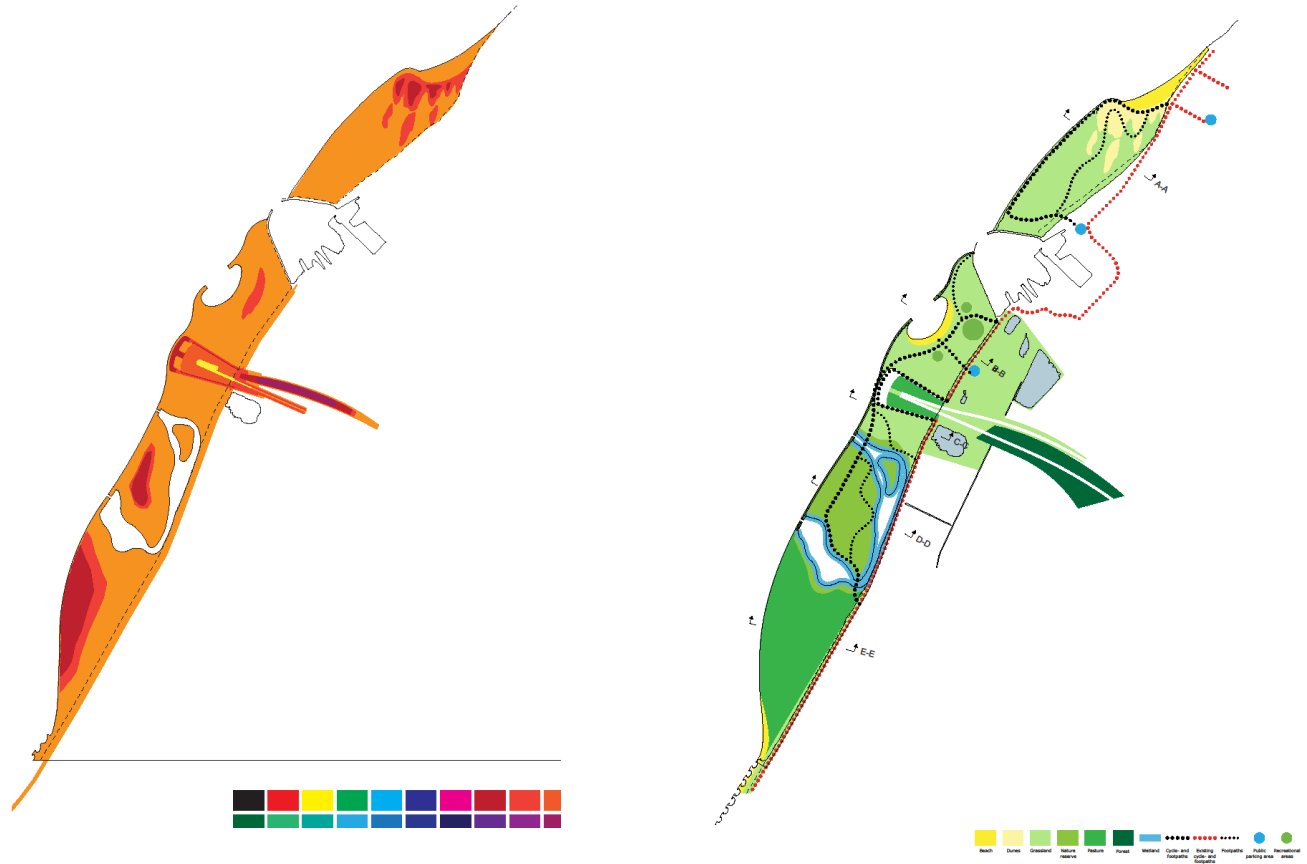 A-A
B-B
C-C
D-D
E-E
Beach
Dunes
Grassland
Nature
reserve
Pasture
Forest
Wetland
Cycle- and
footpaths
Existing
cycle- and
footpaths
Footpaths
Public
parking area
Recreational
areas